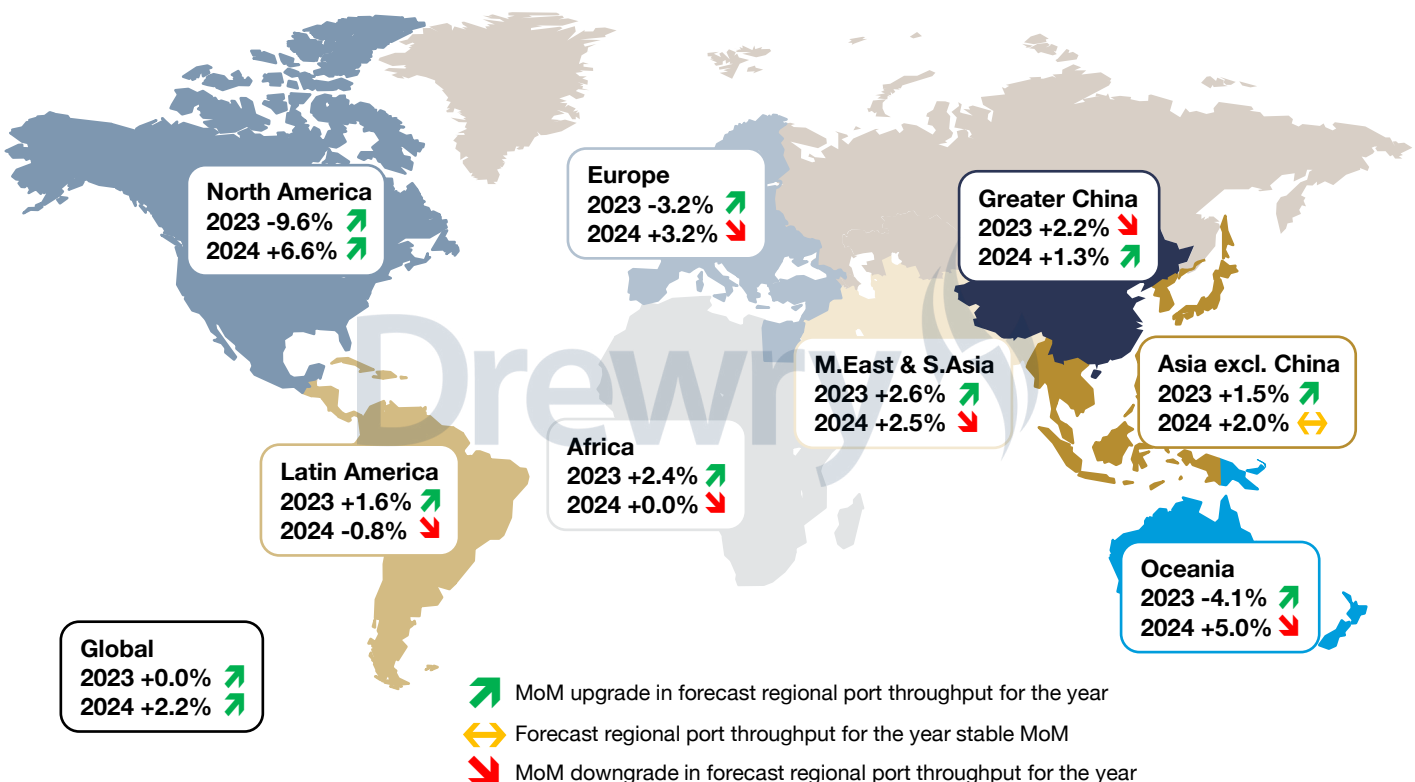 North America
2023 -9.6%
2024 +6.6%
Europe
2023 -3.2%
2024 +3.2%
Greater China
2023 +2.2%
2024 +1.3%
M.East & S.Asia
2023 +2.6%
2024 +2.5%
Asia excl. China
2023 +1.5%
2024 +2.0%
Drewry
Latin America
2023 +1.6%
2024 -0.8%
Africa
2023 +2.4%
2024 +0.0%
Oceania
2023 -4.1%
2024 +5.0%
Global
2023 +0.0%
2024 +2.2%
MoM upgrade in forecast regional port throughput for the year
Forecast regional port throughput for the year stable MoM
MoM downgrade in forecast regional port throughput for the year